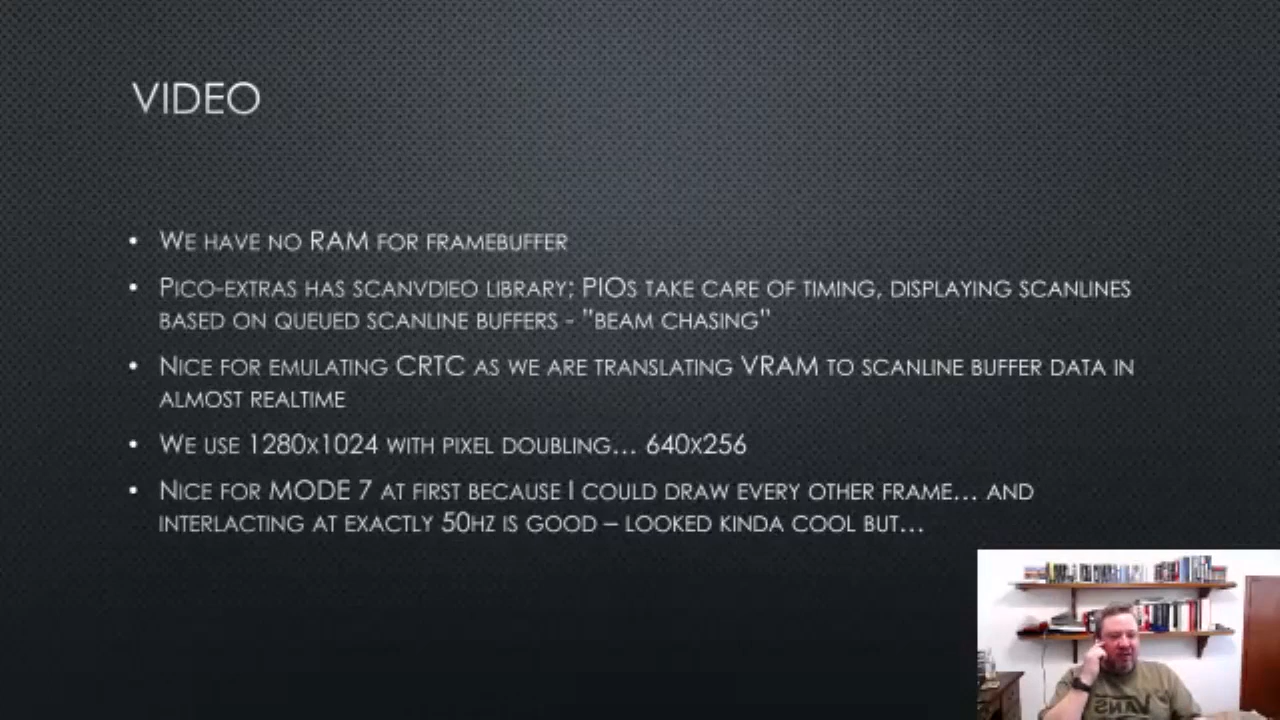 VIDEO
• WE HAVE NO RAM FOR FRAMEBUFFER
• PICO-EXTRAS HAS SCANVDIEO LIBRARY; PIOS TAKE CARE OF TIMING, DISPLAYING SCANLINES
BASED ON QUEUED SCANLINE BUFFERS - "BEAM CHASING"
• NICE FOR EMULATING CRTC AS WE ARE TRANSLATING VRAM TO SCANLINE BUFFER DATA IN
ALMOST REALTIME
• WE USE 1280X1024 WITH PIXEL DOUBLING... 640X256
• NICE FOR MODE 7 AT FIRST BECAUSE I COULD DRAW EVERY OTHER FRAME... AND
INTERLACTING AT EXACTLY 50HZ IS GOOD – LOOKED KINDA COOL BUT...
VANS